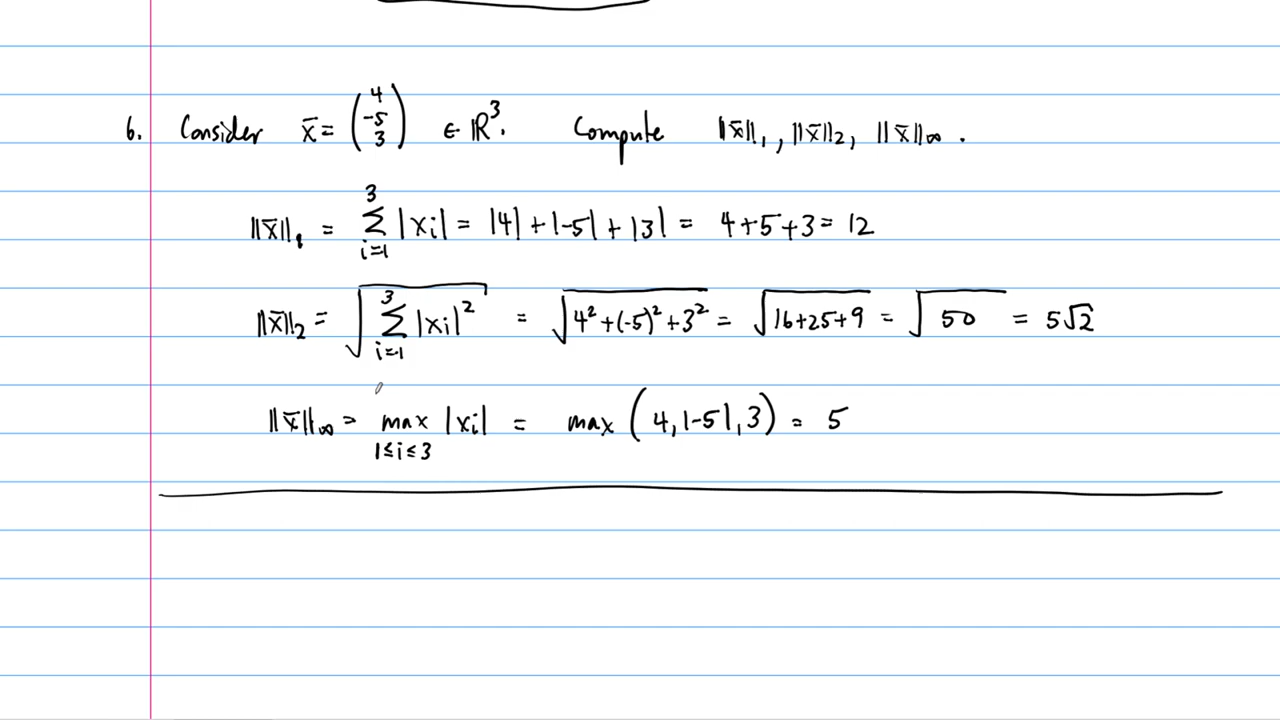 6. Consider x̄ = (4 -5 3) ∈ ℝ³. Compute ‖x̄‖₁, ‖x̄‖₂, ‖x̄‖∞.
‖x̄‖₁ = ∑_{i=1}^{3} |xᵢ| = |4| + |-5| + |3| = 4+5+3 = 12
‖x̄‖₂ = √(∑_{i=1}^{3} |xᵢ|²) = √(4² + (-5)² + 3²) = √(16+25+9) = √50 = 5√2
‖x̄‖∞ = max_{1≤i≤3} |xᵢ| = max (4, |-5|, 3) = 5